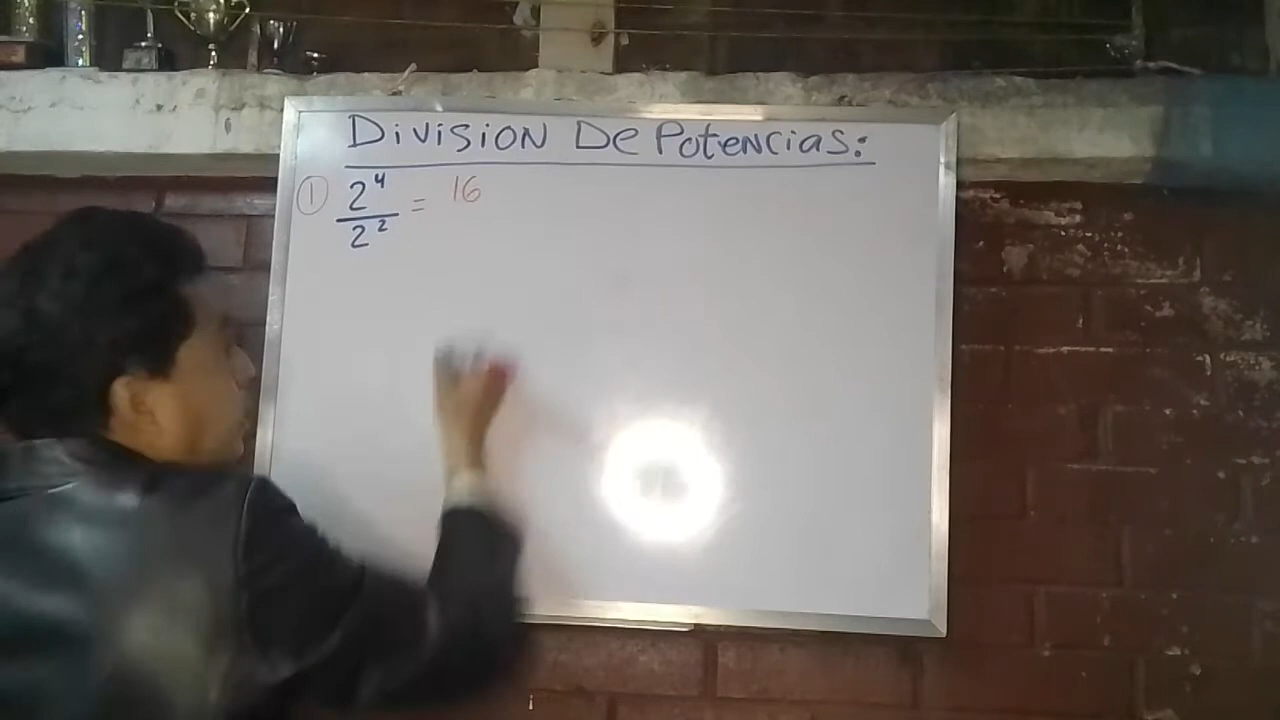 DIVISION DE POTENCIAS:
① 2⁴/2² = 16